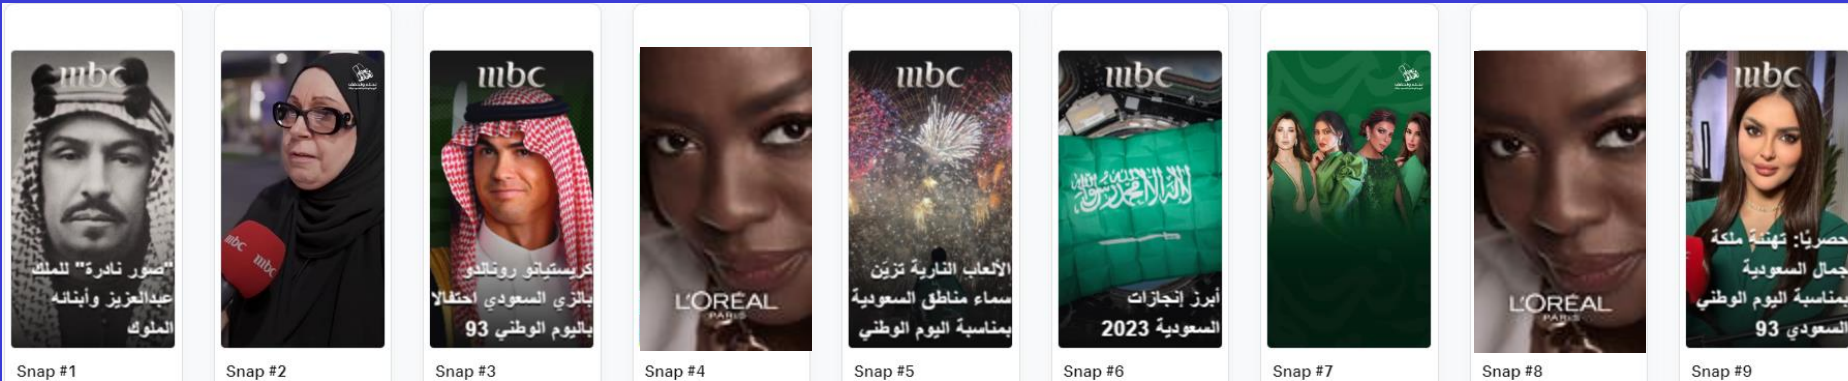 mbc
"صور نادرة" للملك
عبدالعزيز وأبنائه
الملوك
Snap #1
mbc
mbc
Snap #2
mbc
كريستيانو رونالدو
بالزي السعودي احتفالا
باليوم الوطني 93
Snap #3
L'ORÉAL
PARIS
Snap #4
mbc
الألعاب النارية تزيّن
سماء مناطق السعودية
بمناسبة اليوم الوطني
Snap #5
mbc
لا إله إلا الله محمد رسول الله
أبرز إنجازات
السعودية 2023
Snap #6
Snap #7
L'ORÉAL
PARIS
Snap #8
mbc
حصريًا: تهنئة ملكة
جمال السعودية
بمناسبة اليوم الوطني
السعودي 93
Snap #9